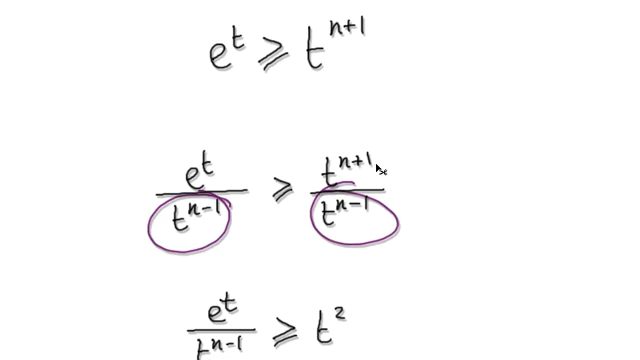 e^t ⩾ t^{n+1}
e^t / t^{n-1} ⩾ t^{n+1} / t^{n-1}
e^t / t^{n-1} ⩾ t^2